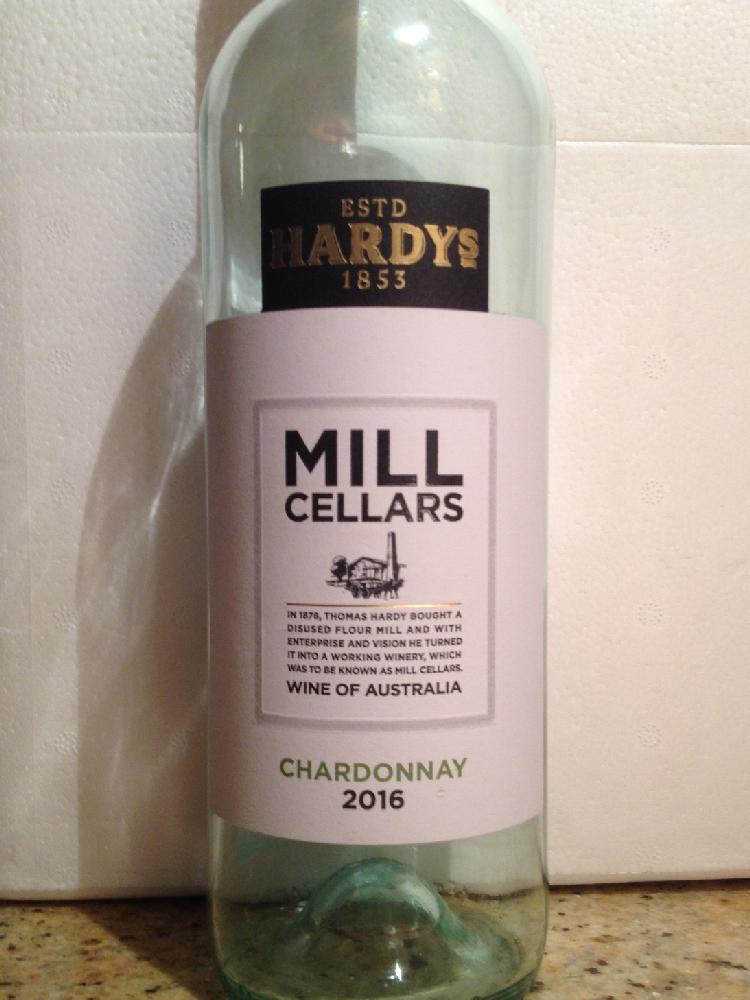 ESTD
HARDYS
1853
MILL
CELLARS
IN 1876, THOMAS HARDY BOUGHT A
DISUSED FLOUR MILL AND WITH
ENTERPRISE AND VISION HE TURNED
IT INTO A WORKING WINERY, WHICH
WAS TO BE KNOWN AS MILL CELLARS.
WINE OF AUSTRALIA
CHARDONNAY
2016